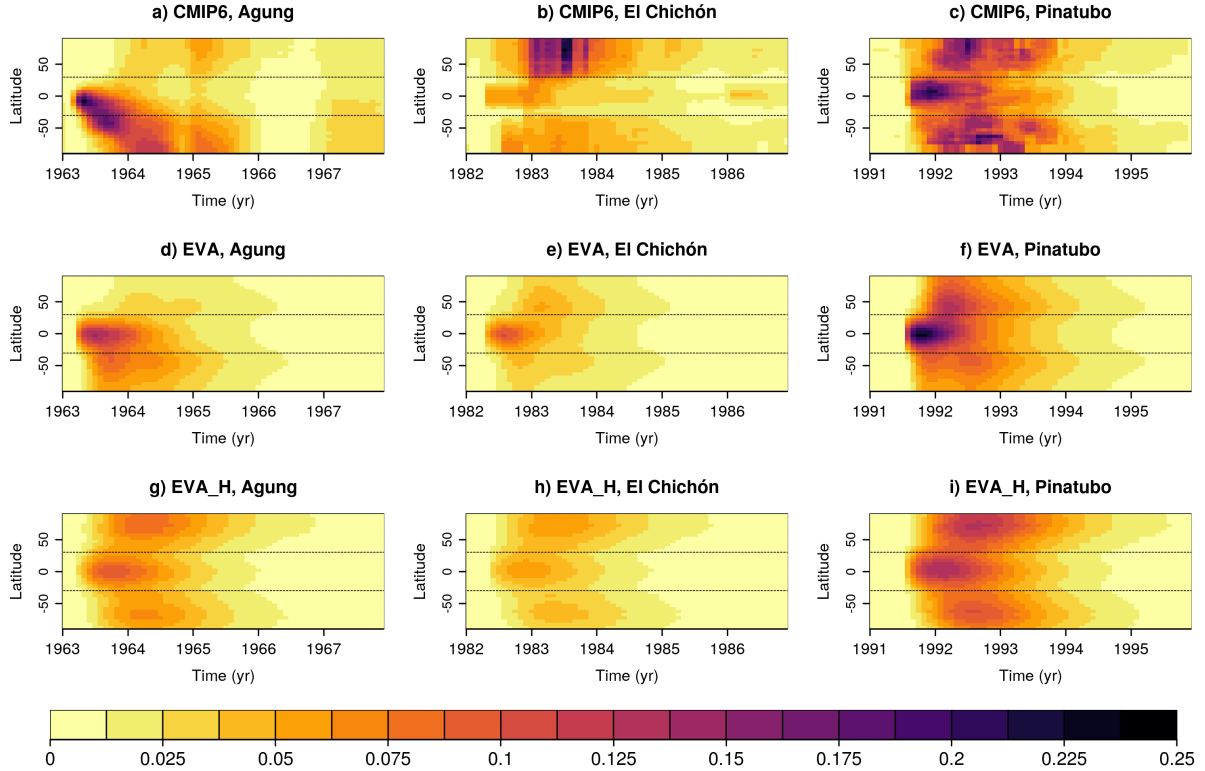 a) CMIP6, Agung
b) CMIP6, El Chichón
c) CMIP6, Pinatubo
Latitude
50
0
-50
1963 1964 1965 1966 1967
Time (yr)
Latitude
50
0
-50
1982 1983 1984 1985 1986
Time (yr)
Latitude
50
0
-50
1991 1992 1993 1994 1995
Time (yr)
d) EVA, Agung
e) EVA, El Chichón
f) EVA, Pinatubo
Latitude
50
0
-50
1963 1964 1965 1966 1967
Time (yr)
Latitude
50
0
-50
1982 1983 1984 1985 1986
Time (yr)
Latitude
50
0
-50
1991 1992 1993 1994 1995
Time (yr)
g) EVA_H, Agung
h) EVA_H, El Chichón
i) EVA_H, Pinatubo
Latitude
50
0
-50
1963 1964 1965 1966 1967
Time (yr)
Latitude
50
0
-50
1982 1983 1984 1985 1986
Time (yr)
Latitude
50
0
-50
1991 1992 1993 1994 1995
Time (yr)
0 0.025 0.05 0.075 0.1 0.125 0.15 0.175 0.2 0.225 0.25